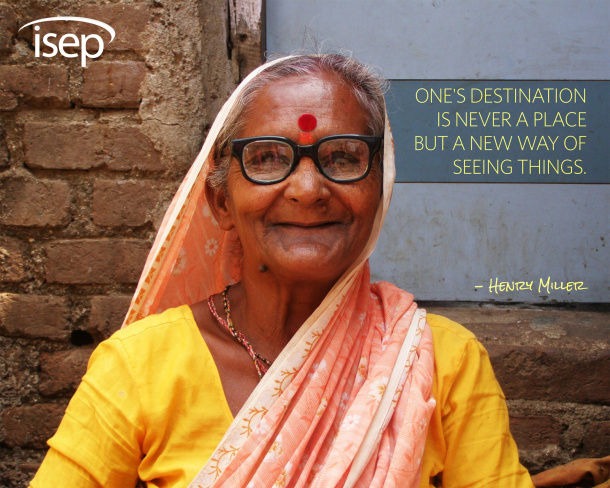 isep
ONE'S DESTINATION
IS NEVER A PLACE
BUT A NEW WAY OF
SEEING THINGS.
– HENRY MILLER